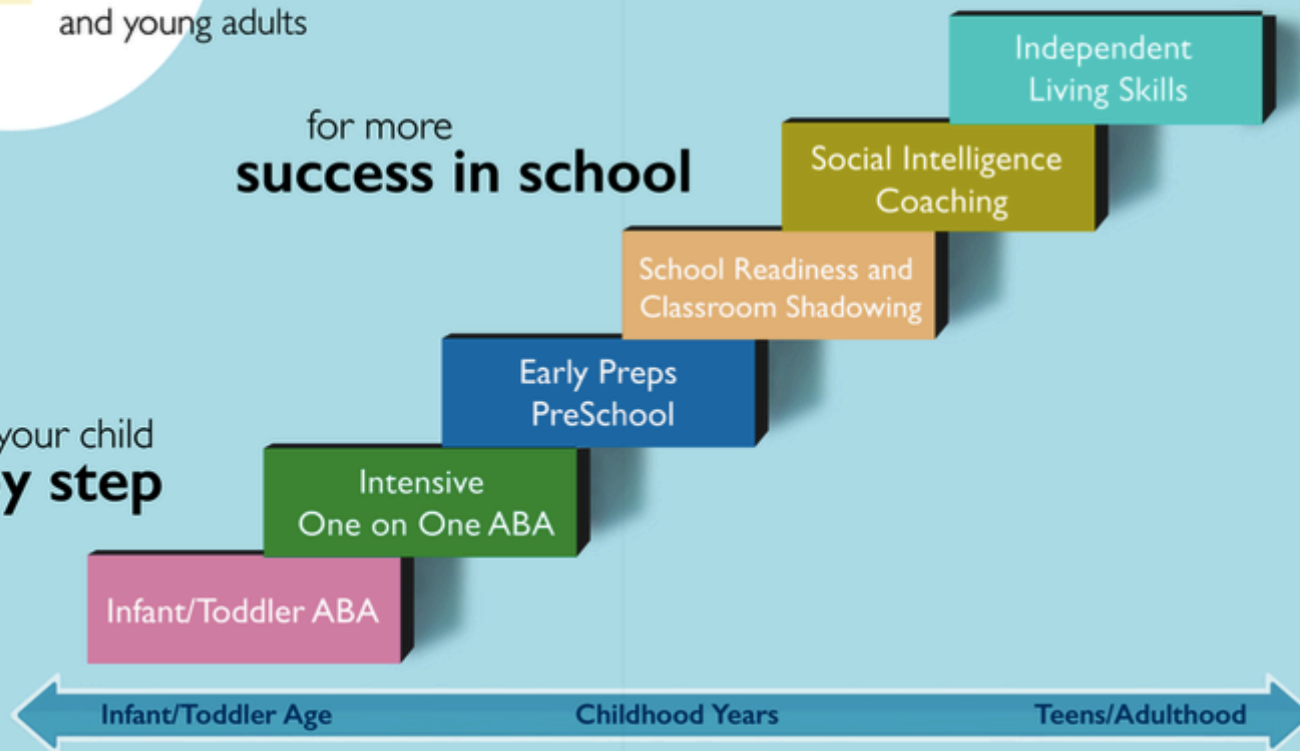 and young adults
for more
success in school
your child
y step
Independent
Living Skills
Social Intelligence
Coaching
School Readiness and
Classroom Shadowing
Early Preps
PreSchool
Intensive
One on One ABA
Infant/Toddler ABA
Infant/Toddler Age
Childhood Years
Teens/Adulthood